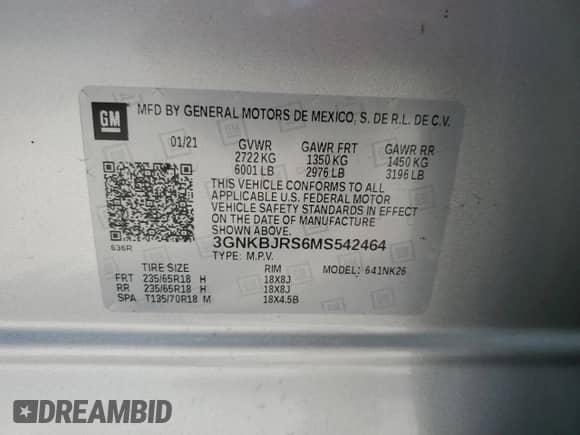 GM
MFD BY GENERAL MOTORS DE MEXICO, S. DE R.L. DE C.V.
01/21 GVWR GAWR FRT GAWR RR
2722 KG 1350 KG 1450 KG
6001 LB 2976 LB 3196 LB
THIS VEHICLE CONFORMS TO ALL
APPLICABLE U.S. FEDERAL MOTOR
VEHICLE SAFETY STANDARDS IN EFFECT
ON THE DATE OF MANUFACTURE
SHOWN ABOVE.
636R 3GNKBJRS6MS542464
TYPE: M.P.V.
TIRE SIZE RIM MODEL: 641NK26
FRT 235/65R18 H 18X8J
RR 235/65R18 H 18X8J
SPA T135/70R18 M 18X4.5B
DREAMBID